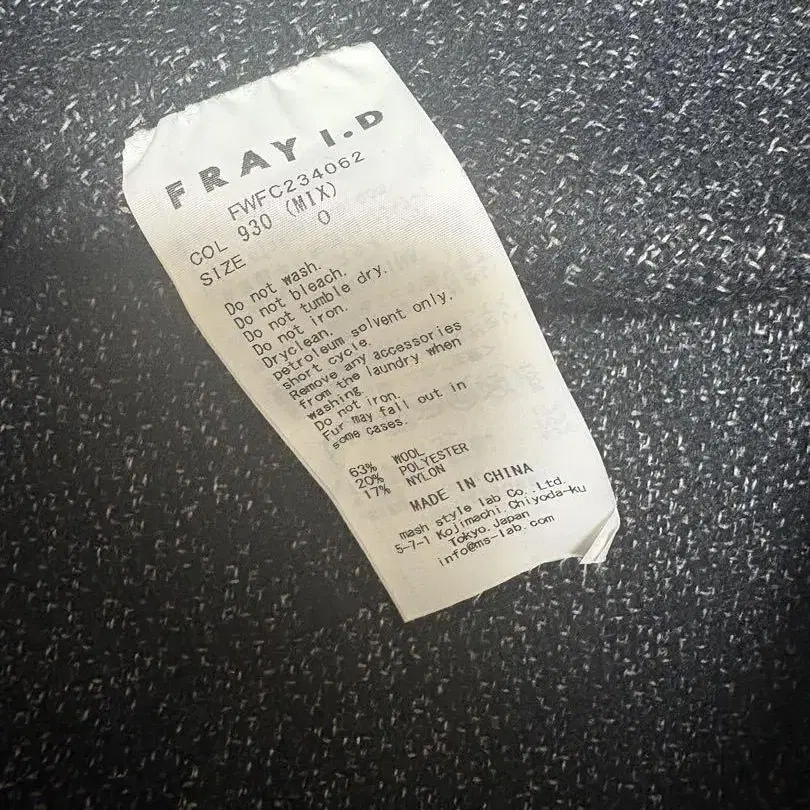 FRAY I.D
FWFC234062
COL 930 (MIX)
SIZE 0
Do not wash.
Do not bleach.
Do not tumble dry.
Do not iron.
Dryclean.
petroleum solvent only.
short cycle.
Remove any accessories
from the laundry when
washing.
Do not iron.
Fur may fall out in
some cases.
63% WOOL
20% POLYESTER
17% NYLON
MADE IN CHINA
mash style lab Co., Ltd.
5-7-1 Kojimachi, Chiyoda-ku
Tokyo, Japan
info@ms-lab.com